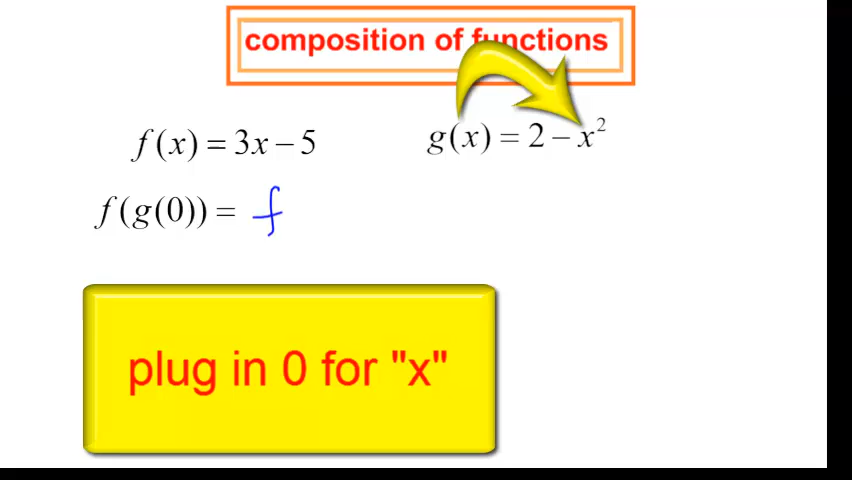 composition of functions
f(x) = 3x − 5
g(x) = 2 − x²
f(g(0)) = f
plug in 0 for "x"